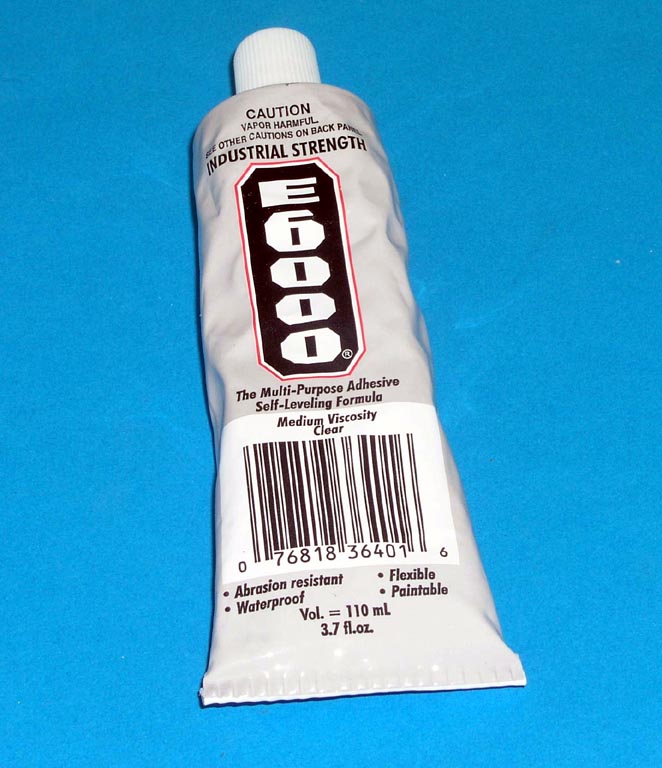 CAUTION
VAPOR HARMFUL.
SEE OTHER CAUTIONS ON BACK PANEL
INDUSTRIAL STRENGTH
E6000®
The Multi-Purpose Adhesive
Self-Leveling Formula
Medium Viscosity
Clear
0 76818 36401 6
• Abrasion resistant
• Waterproof
• Flexible
• Paintable
Vol. = 110 mL
3.7 fl.oz.